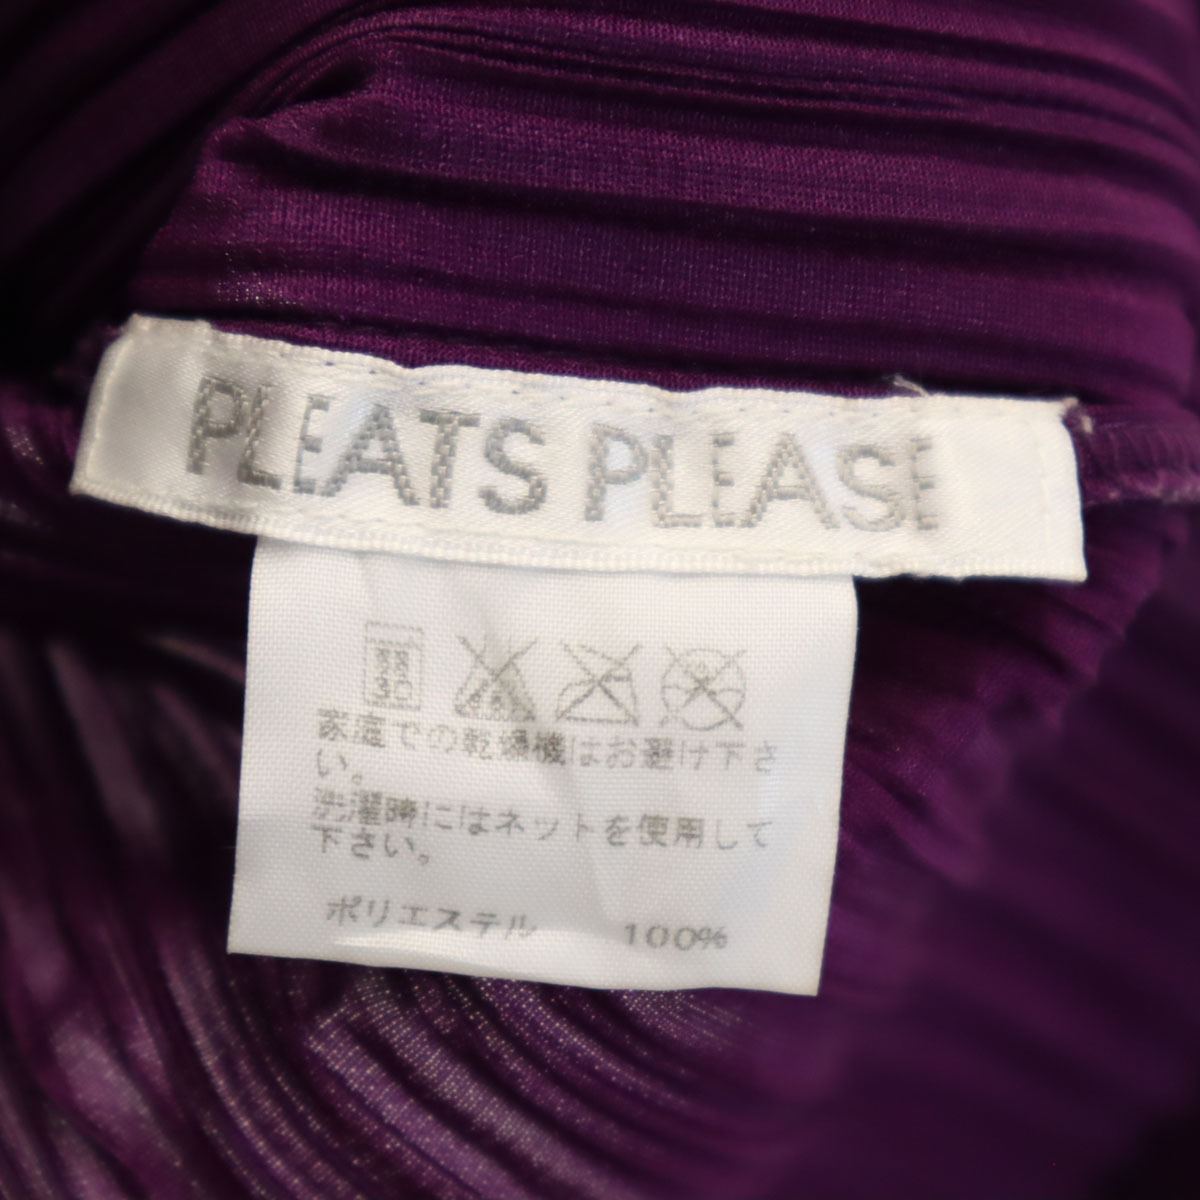 PLEATS PLEASE
家庭での乾燥機はお避け下さ
い。
洗濯時にはネットを使用して
下さい。
ポリエステル 100%